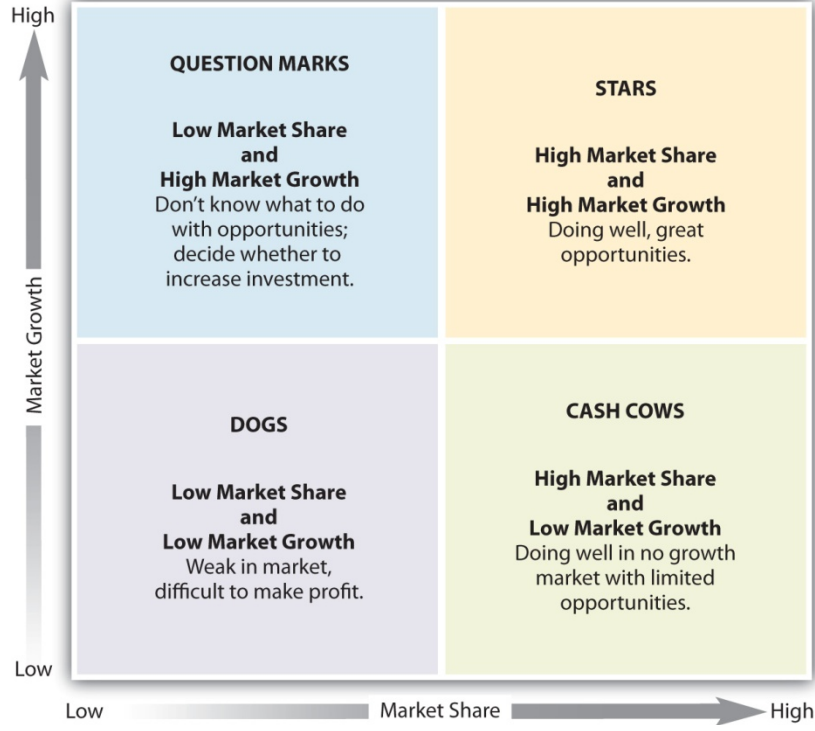 High
QUESTION MARKS
Low Market Share
and
High Market Growth
Don’t know what to do
with opportunities;
decide whether to
increase investment.
STARS
High Market Share
and
High Market Growth
Doing well, great
opportunities.
Market Growth
DOGS
Low Market Share
and
Low Market Growth
Weak in market,
difficult to make profit.
CASH COWS
High Market Share
and
Low Market Growth
Doing well in no growth
market with limited
opportunities.
Low
Low
Market Share
High